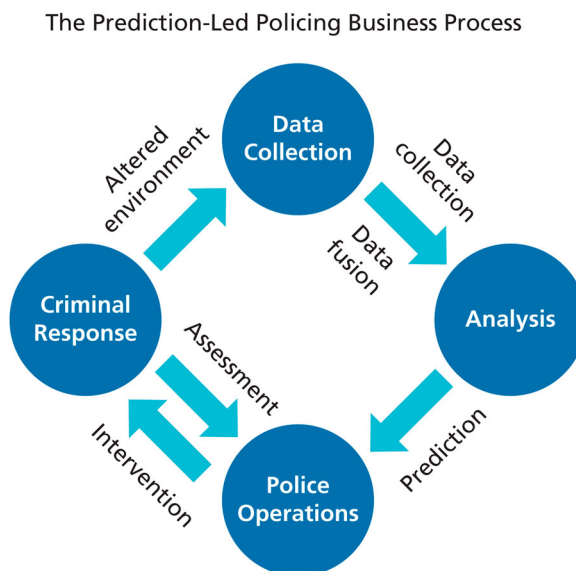 The Prediction-Led Policing Business Process
Data
Collection
Altered
environment
Data
collection
Data
fusion
Criminal
Response
Analysis
Assessment
Intervention
Prediction
Police
Operations